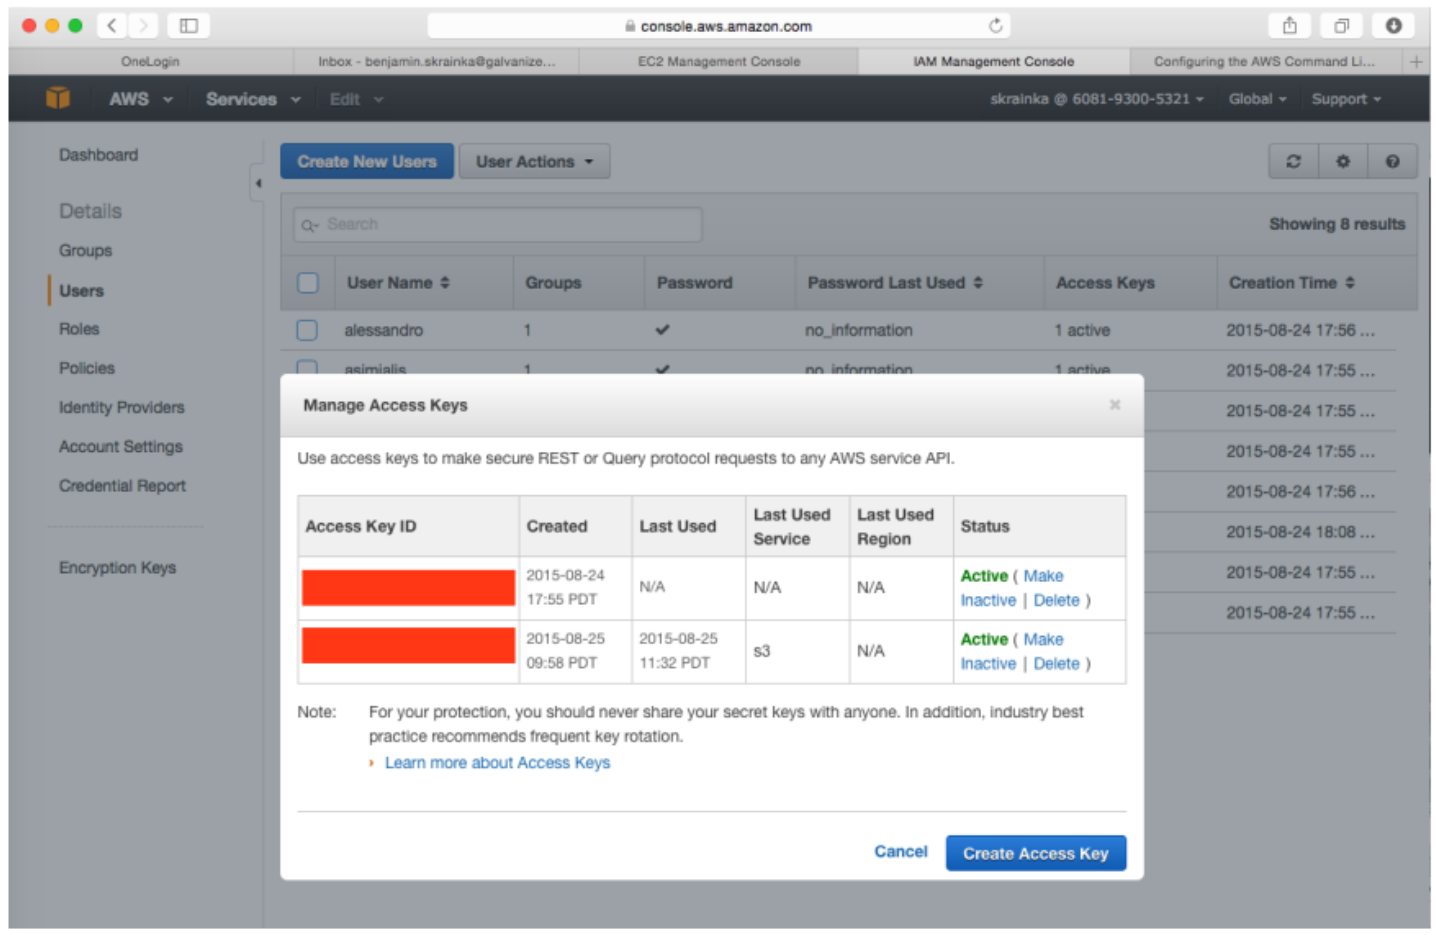 console.aws.amazon.com
OneLogin
Inbox - benjamin.skrainka@galvanize...
EC2 Management Console
IAM Management Console
Configuring the AWS Command Li...
AWS
Services
Edit
skrainka @ 6081-9300-5321
Global
Support
Dashboard
Details
Groups
Users
Roles
Policies
Identity Providers
Account Settings
Credential Report
Encryption Keys
Create New Users
User Actions
Search
Showing 8 results
User Name Groups Password Password Last Used Access Keys Creation Time
alessandro 1 no_information 1 active 2015-08-24 17:56 ...
asimialis 1 no_information 1 active 2015-08-24 17:55 ...
2015-08-24 17:55 ...
2015-08-24 17:55 ...
2015-08-24 17:56 ...
2015-08-24 18:08 ...
2015-08-24 17:55 ...
2015-08-24 17:55 ...
Manage Access Keys
Use access keys to make secure REST or Query protocol requests to any AWS service API.
Access Key ID
Created
Last Used
Last Used
Service
Last Used
Region
Status
2015-08-24
17:55 PDT
N/A
N/A
N/A
Active ( Make
Inactive | Delete )
2015-08-25
09:58 PDT
2015-08-25
11:32 PDT
s3
N/A
Active ( Make
Inactive | Delete )
Note: For your protection, you should never share your secret keys with anyone. In addition, industry best
practice recommends frequent key rotation.
Learn more about Access Keys
Cancel
Create Access Key